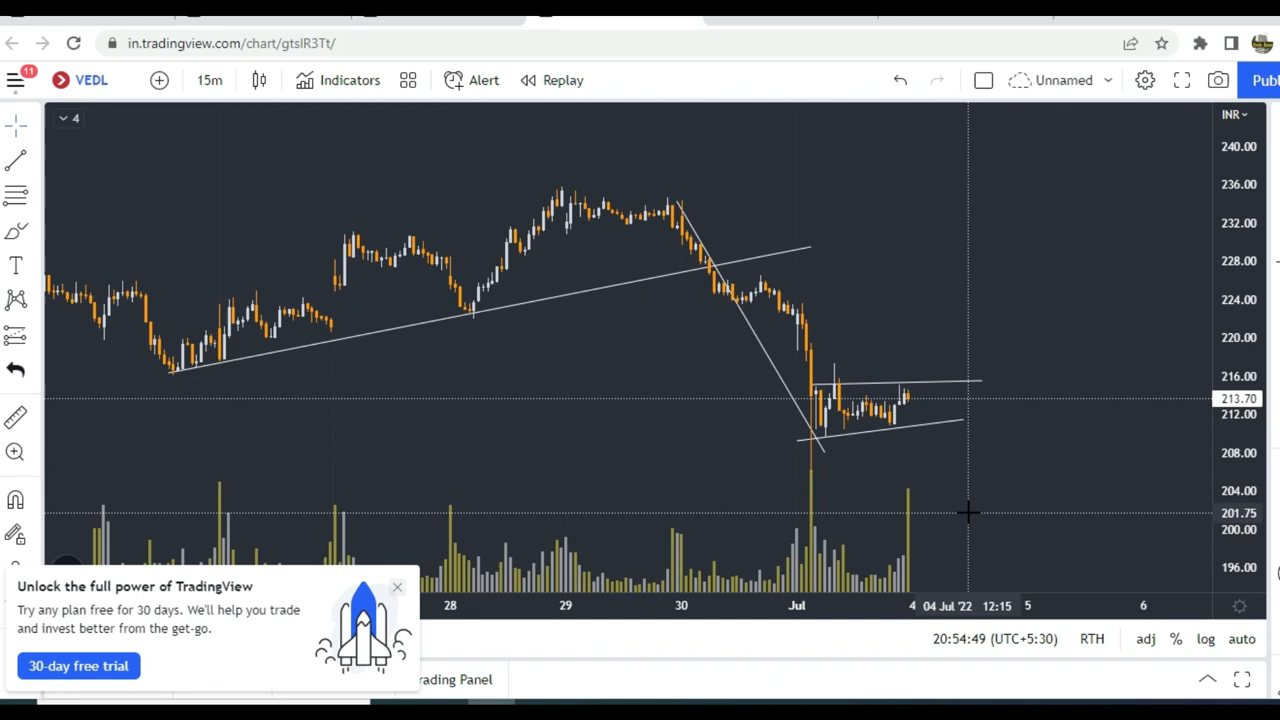 in.tradingview.com/chart/gtslR3Tt/
11
VEDL
15m
Indicators
Alert
Replay
Unnamed
Publ
4
INR
240.00
236.00
232.00
228.00
224.00
220.00
216.00
213.70
212.00
208.00
204.00
201.75
200.00
196.00
28
29
30
Jul
4
04 Jul '22
12:15
5
6
Unlock the full power of TradingView
Try any plan free for 30 days. We'll help you trade
and invest better from the get-go.
30-day free trial
20:54:49 (UTC+5:30)
RTH
adj
%
log
auto
rading Panel